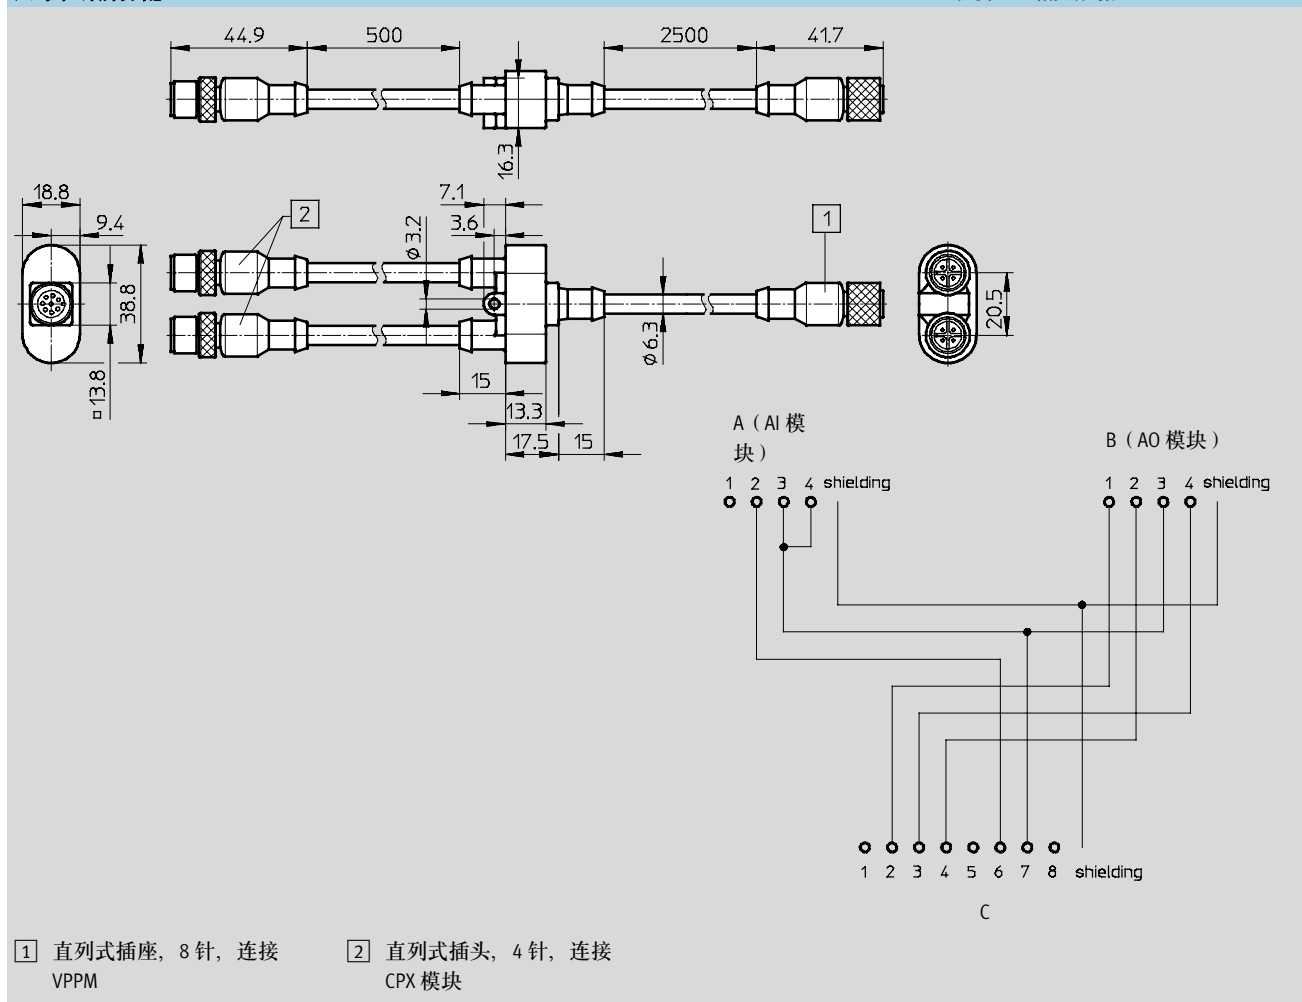 44.9 500 2500 41.7
16.3
18.8 7.1
9.4 2 3.6 ø3.2 1
38.8 20.5
□13.8 ø6.3
15
13.3
17.5 15
A（AI 模
块）
B（AO 模块）
1 2 3 4 shielding
1 2 3 4 shielding
1 2 3 4 5 6 7 8 shielding
C
1 直列式插座，8 针，连接
VPPM
2 直列式插头，4 针，连接
CPX 模块